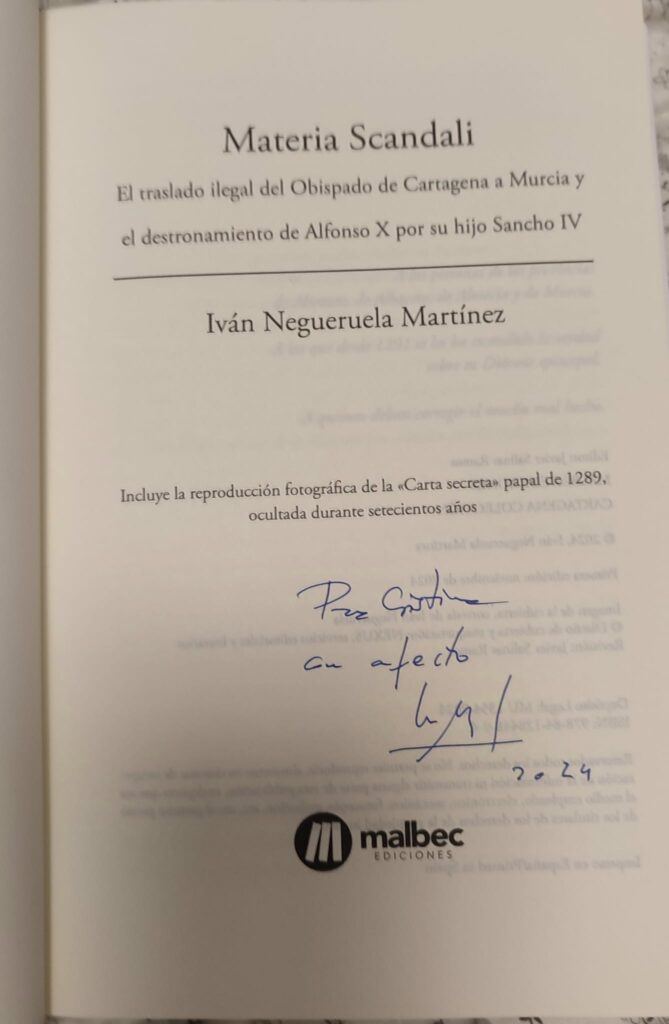 Materia Scandali
El traslado ilegal del Obispado de Cartagena a Murcia y
el destronamiento de Alfonso X por su hijo Sancho IV
Iván Negueruela Martínez
Incluye la reproducción fotográfica de la «Carta secreta» papal de 1289,
ocultada durante setecientos años
Para Cristina
con afecto
2024
malbec
EDICIONES